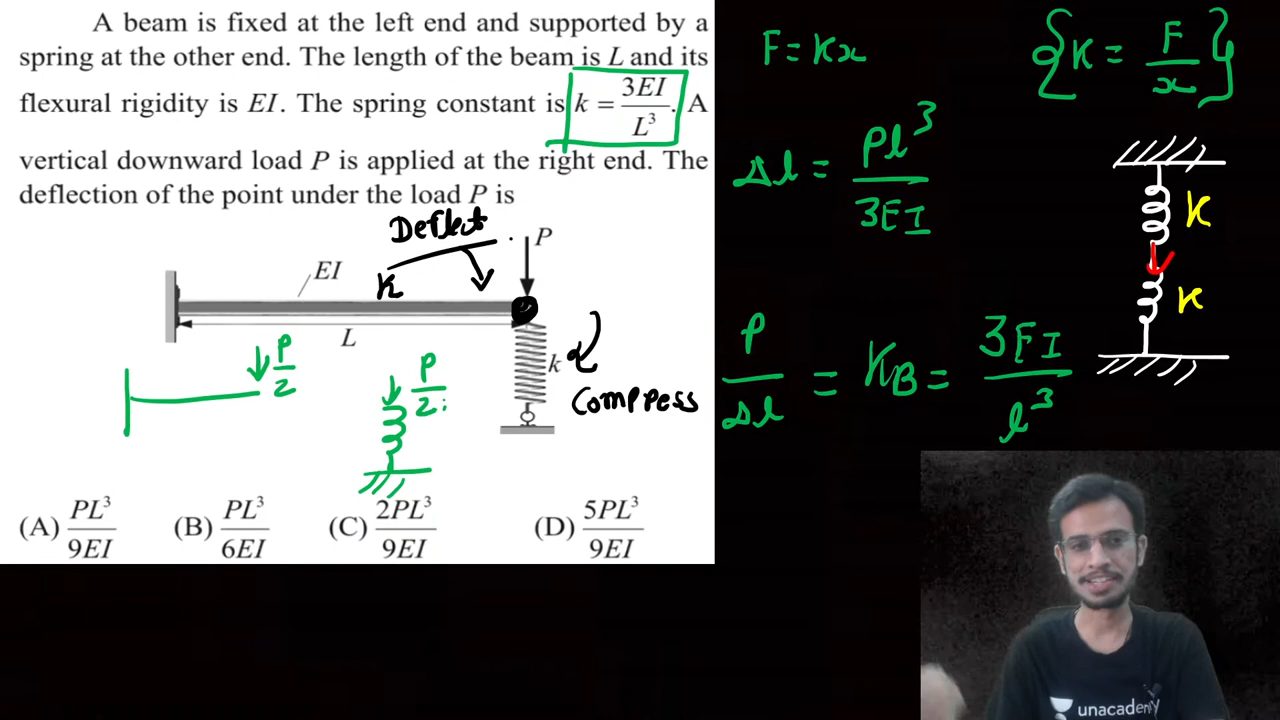 A beam is fixed at the left end and supported by a
spring at the other end. The length of the beam is L and its
flexural rigidity is EI. The spring constant is k = 3EI/L³. A
vertical downward load P is applied at the right end. The
deflection of the point under the load P is
Deflect
P
EI
K
L
k
Comppess
P/2
P/2
(A) PL³/9EI (B) PL³/6EI (C) 2PL³/9EI (D) 5PL³/9EI
F = Kx
{K = F/x}
Δl = Pl³/3EI
K
K
P/Δl = K_B = 3EI/l³
unacademy